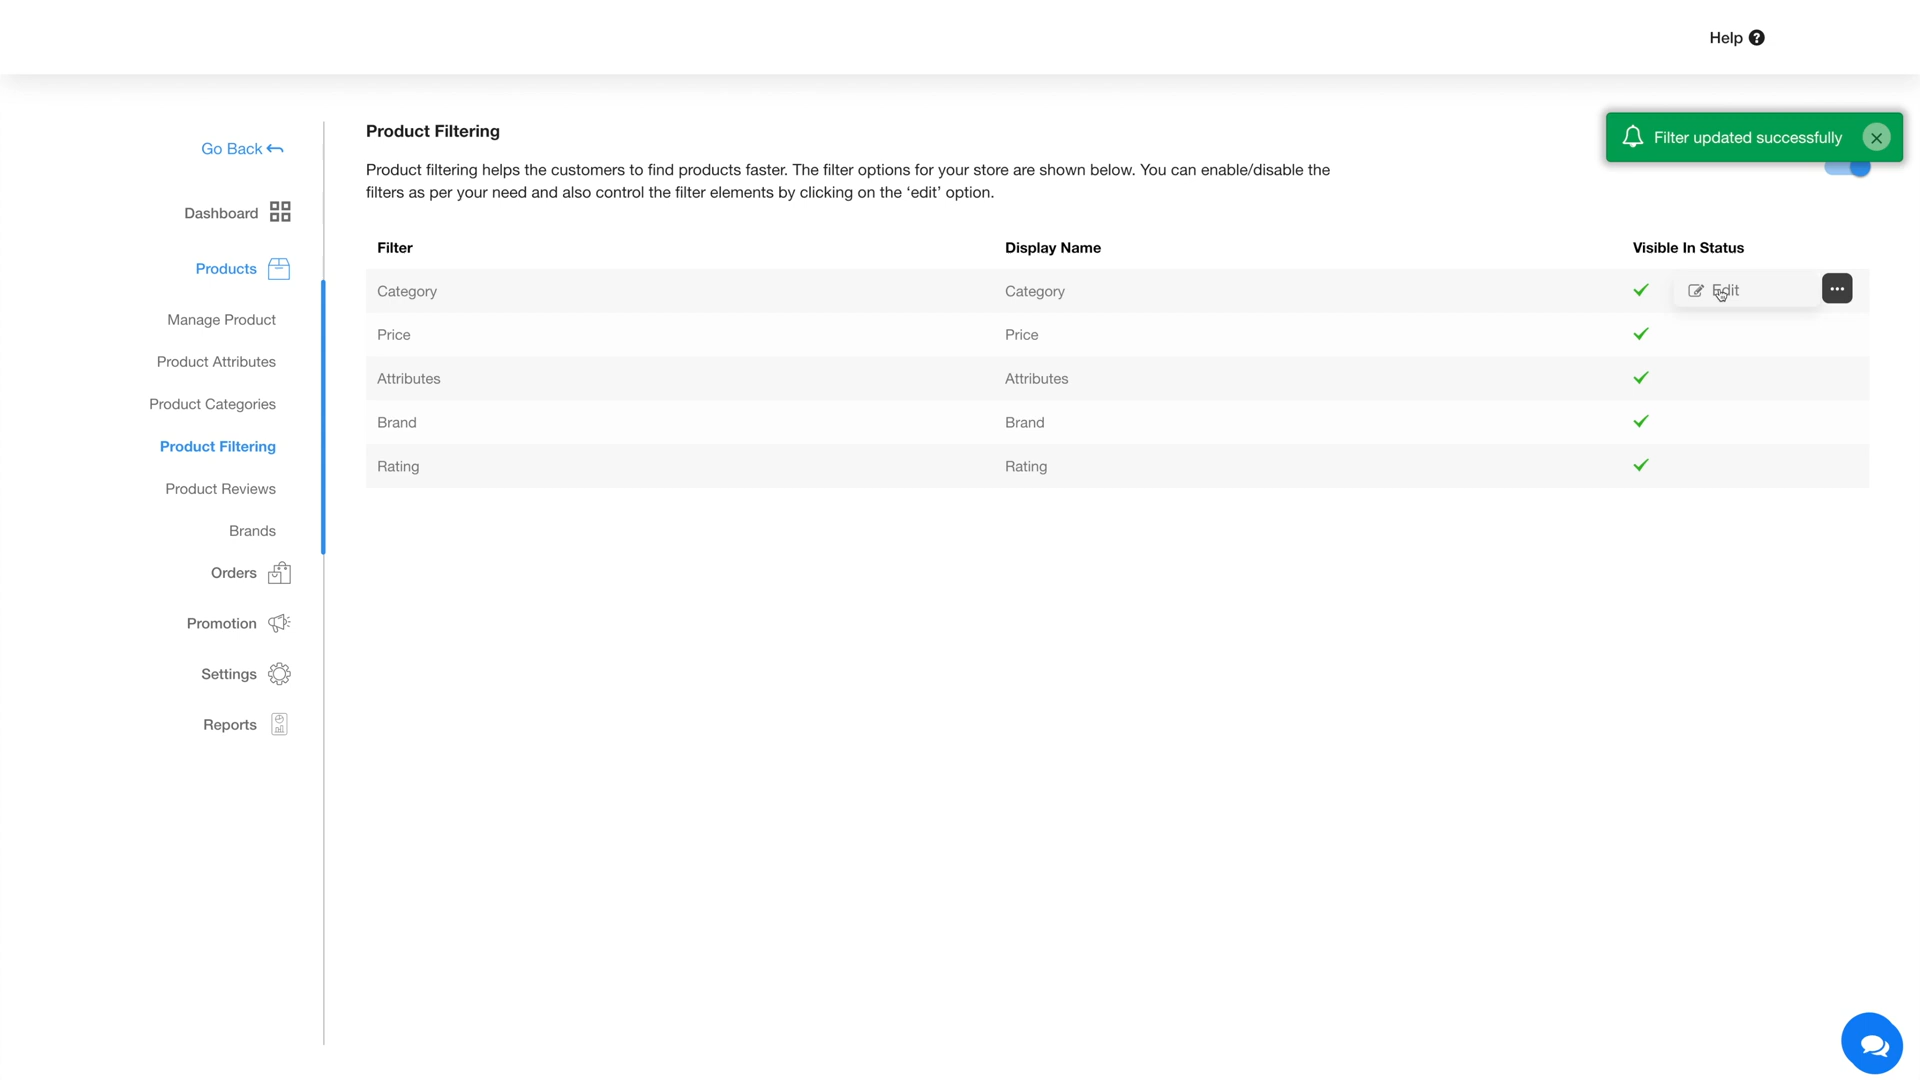 Help
Filter updated successfully
Go Back
Dashboard
Products
Manage Product
Product Attributes
Product Categories
Product Filtering
Product Reviews
Brands
Orders
Promotion
Settings
Reports
Product Filtering
Product filtering helps the customers to find products faster. The filter options for your store are shown below. You can enable/disable the
filters as per your need and also control the filter elements by clicking on the ‘edit’ option.
Filter Display Name Visible In Status
Category Category Edit
Price Price
Attributes Attributes
Brand Brand
Rating Rating